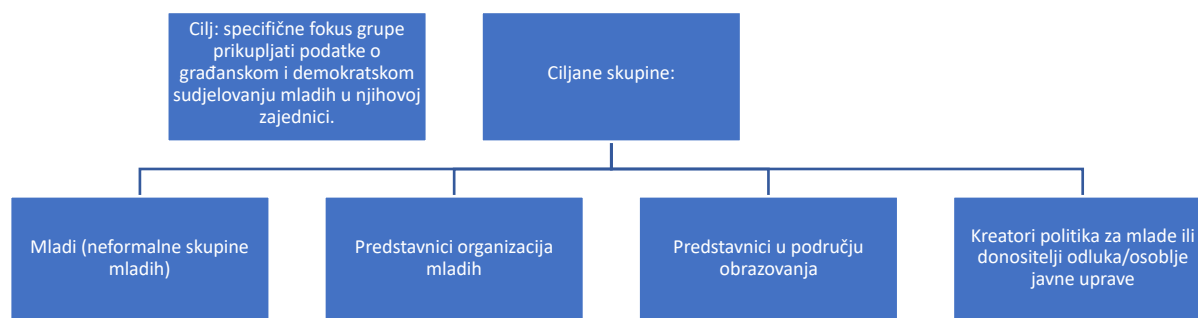 Cilj: specifične fokus grupe
prikupljati podatke o
građanskom i demokratskom
sudjelovanju mladih u njihovoj
zajednici.
Ciljane skupine:
Mladi (neformalne skupine
mladih)
Predstavnici organizacija
mladih
Predstavnici u području
obrazovanja
Kreatori politika za mlade ili
donositelji odluka/osoblje
javne uprave